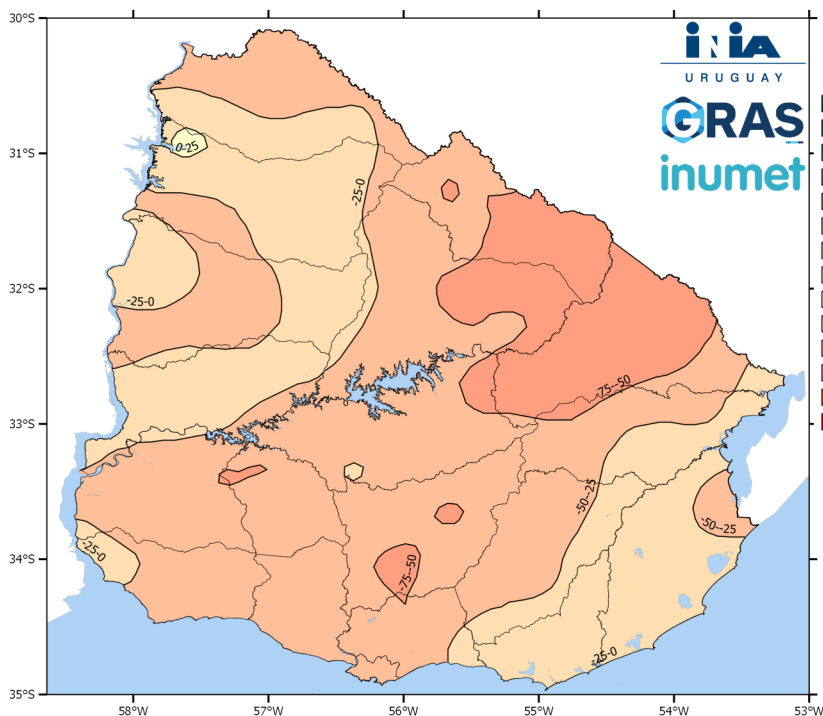 30°S
31°S
32°S
33°S
34°S
35°S
58°W
57°W
56°W
55°W
54°W
53°W
INIA
URUGUAY
GRAS
inumet
0-25
-25-0
-25-0
-75--50
-50--25
-50--25
-25-0
-75--50
-25-0